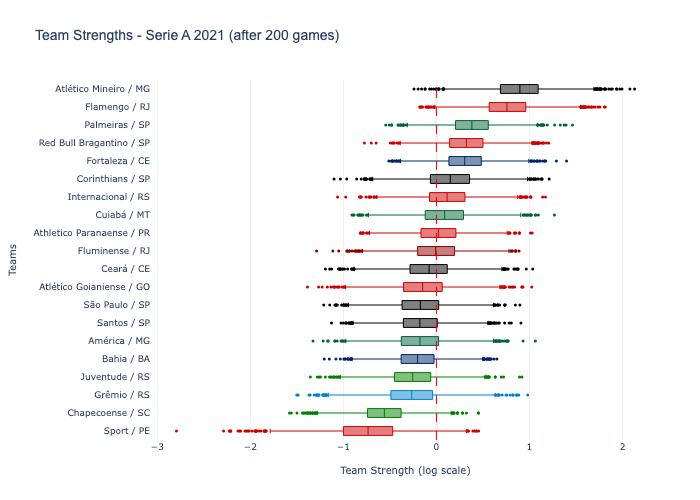 Team Strengths - Serie A 2021 (after 200 games)
Atlético Mineiro / MG
Flamengo / RJ
Palmeiras / SP
Red Bull Bragantino / SP
Fortaleza / CE
Corinthians / SP
Internacional / RS
Cuiabá / MT
Athletico Paranaense / PR
Fluminense / RJ
Ceará / CE
Atlético Goianiense / GO
São Paulo / SP
Santos / SP
América / MG
Bahia / BA
Juventude / RS
Grêmio / RS
Chapecoense / SC
Sport / PE
Teams
−3 −2 −1 0 1 2
Team Strength (log scale)